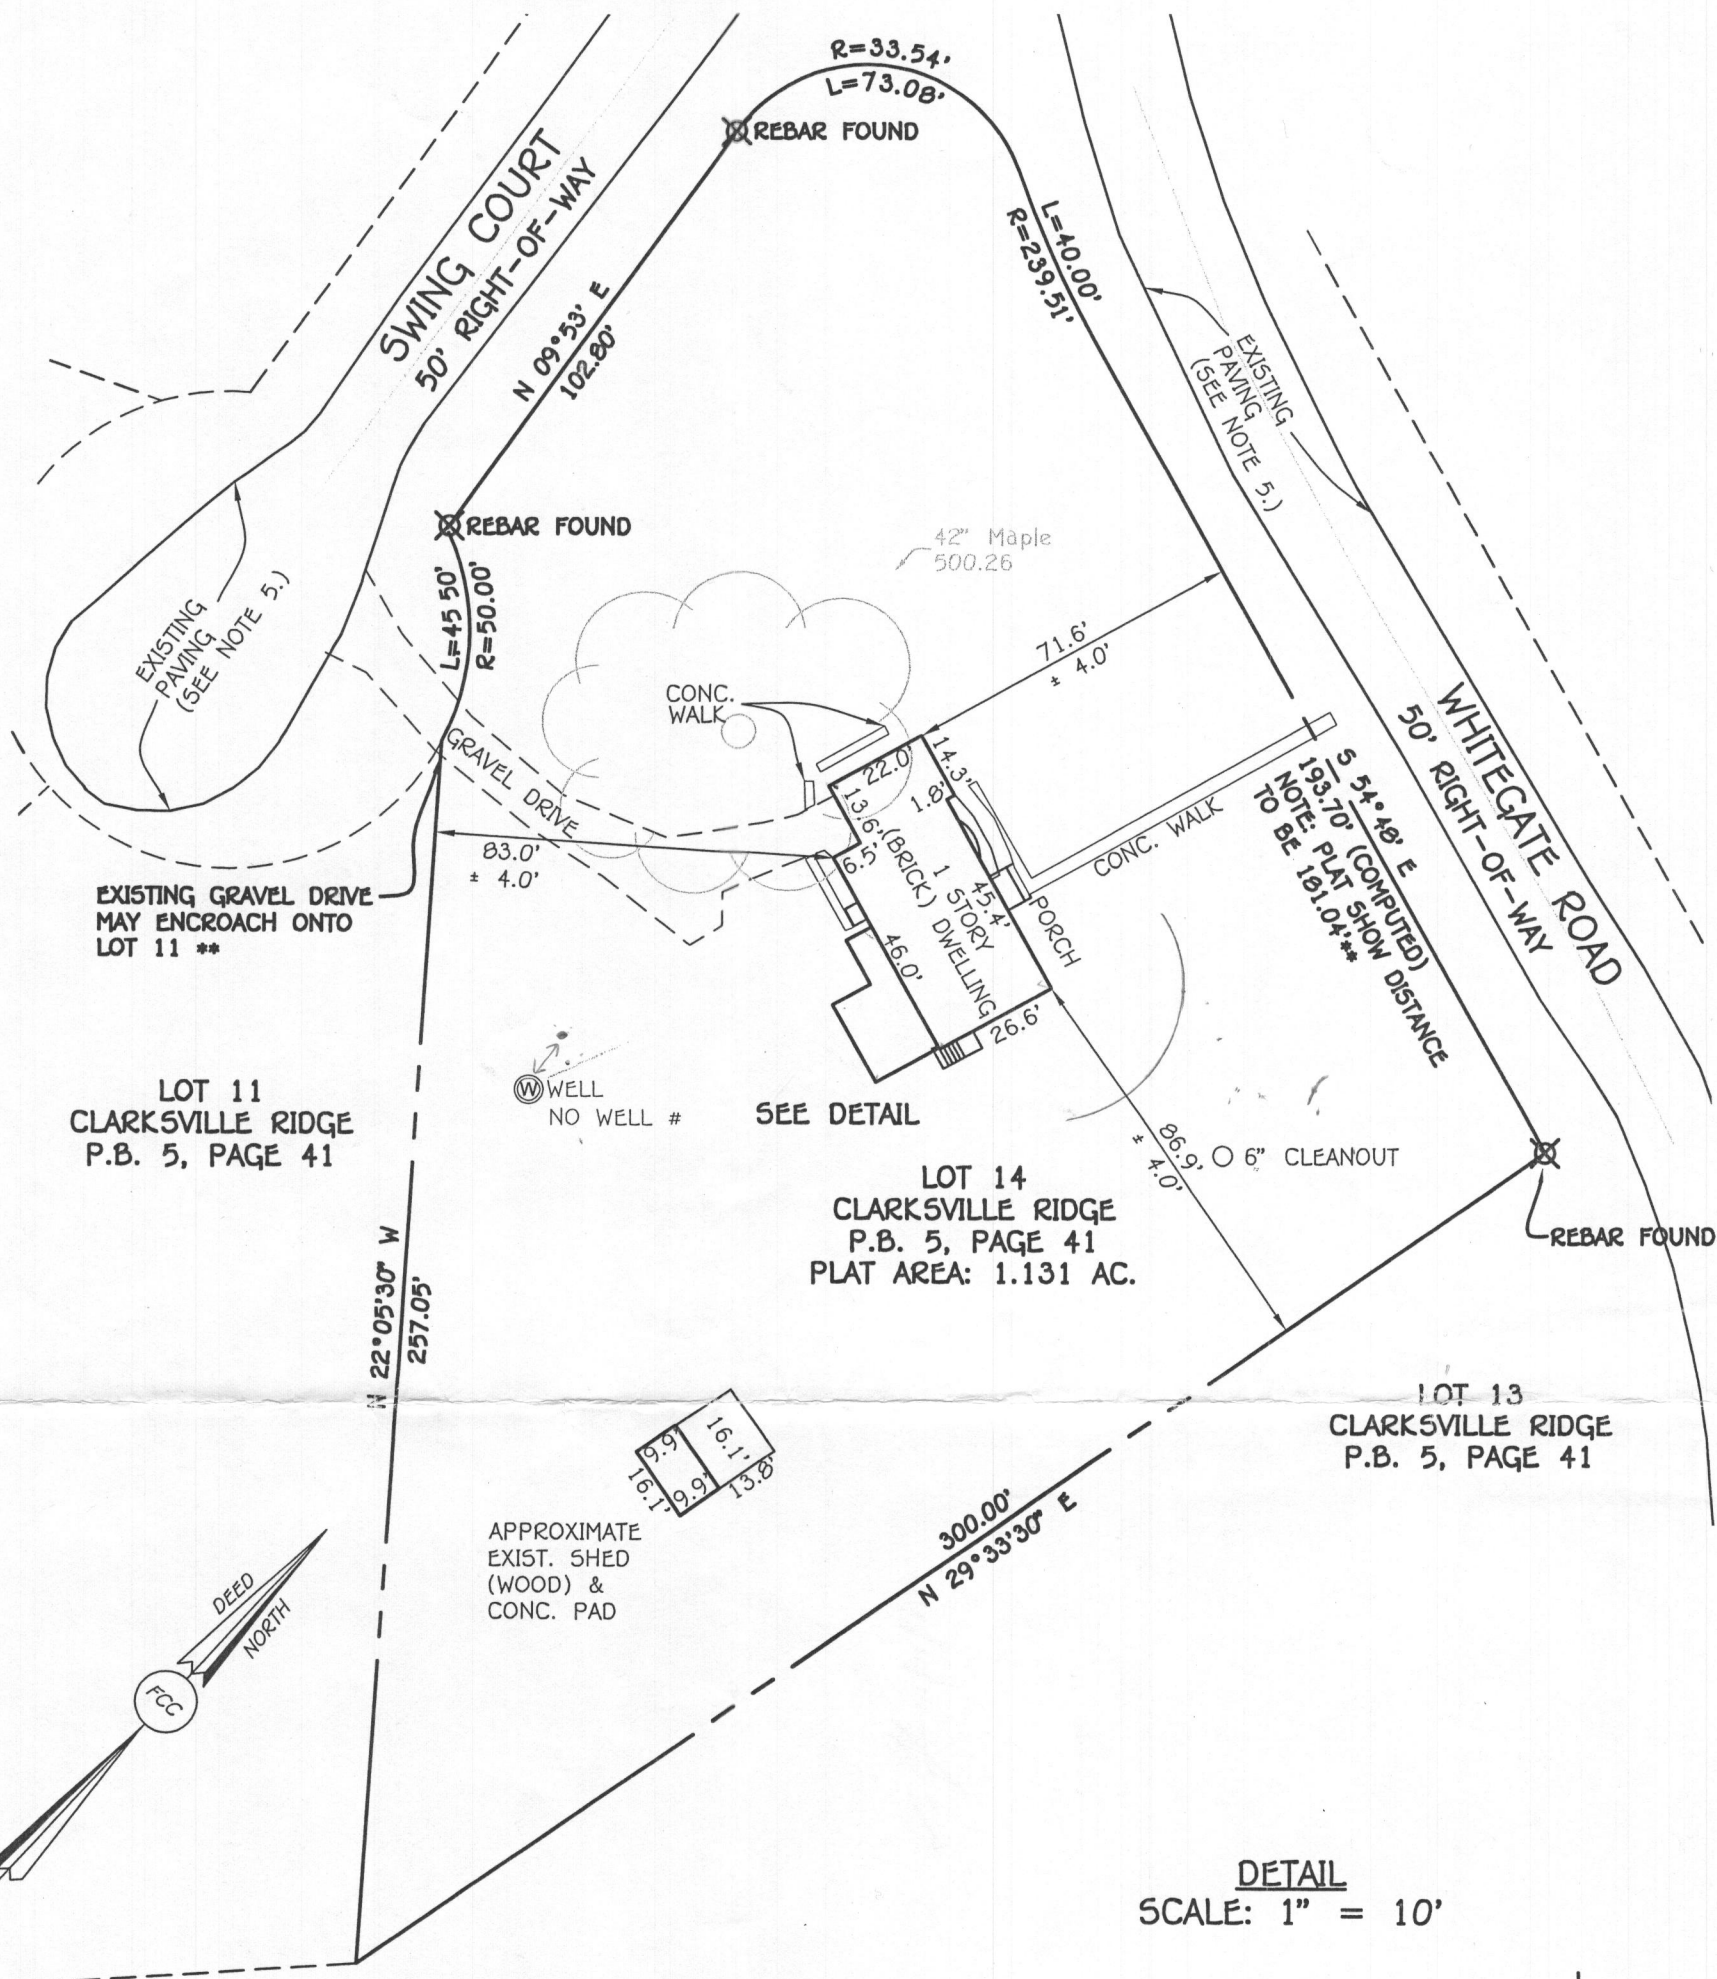 R=33.54'
L=73.08'
REBAR FOUND
SWING COURT
50' RIGHT-OF-WAY
N 09°53' E
102.80'
L=40.00'
R=239.51'
EXISTING
PAVING
(SEE NOTE 5.)
REBAR FOUND
42" Maple
500.26
L=45 50'
R=50.00'
EXISTING
PAVING
(SEE NOTE 5.)
71.6'
± 4.0'
CONC.
WALK
WHITEGATE ROAD
50' RIGHT-OF-WAY
S 54°48' E
193.70' (COMPUTED)
NOTE: PLAT SHOW DISTANCE
TO BE 181.04'**
GRAVEL DRIVE
22.0'
14.3'
1.8'
13.6'
6.5'
(BRICK)
1 STORY
DWELLING
45.4'
46.0'
26.6'
PORCH
CONC. WALK
83.0'
± 4.0'
EXISTING GRAVEL DRIVE
MAY ENCROACH ONTO
LOT 11 **
LOT 11
CLARKSVILLE RIDGE
P.B. 5, PAGE 41
W WELL
NO WELL #
SEE DETAIL
86.9'
± 4.0'
6" CLEANOUT
LOT 14
CLARKSVILLE RIDGE
P.B. 5, PAGE 41
PLAT AREA: 1.131 AC.
REBAR FOUND
N 22°05'30" W
257.05'
LOT 13
CLARKSVILLE RIDGE
P.B. 5, PAGE 41
9.9'
16.1'
16.1'
9.9'
13.8'
APPROXIMATE
EXIST. SHED
(WOOD) &
CONC. PAD
300.00'
N 29°33'30" E
DEED
NORTH
FCC
DETAIL
SCALE: 1" = 10'